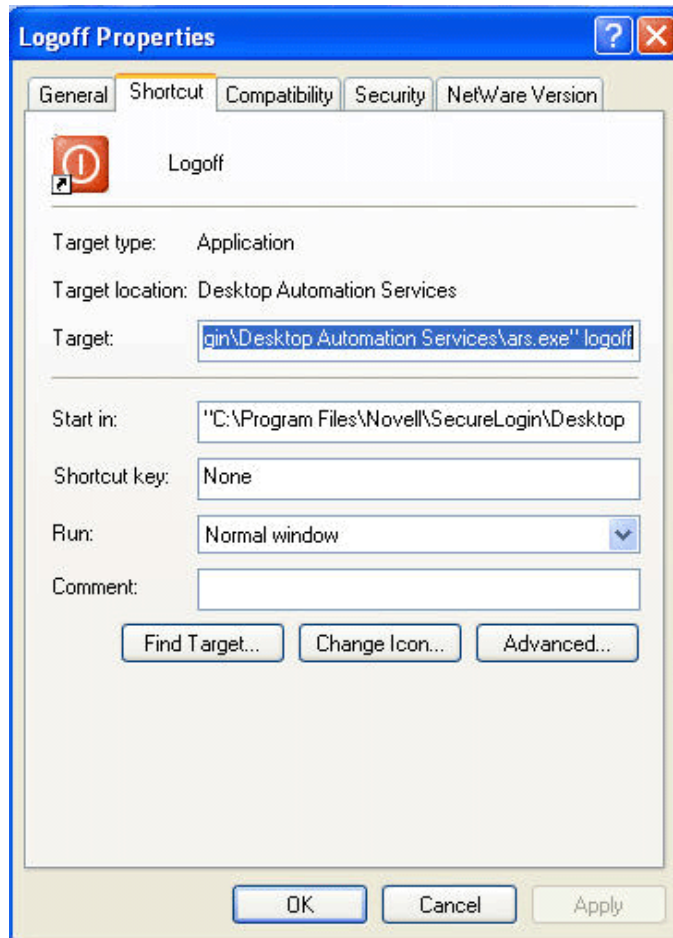 Logoff Properties
General Shortcut Compatibility Security NetWare Version
Logoff
Target type: Application
Target location: Desktop Automation Services
Target: gin\Desktop Automation Services\ars.exe" logoff
Start in: "C:\Program Files\Novell\SecureLogin\Desktop
Shortcut key: None
Run: Normal window
Comment:
Find Target... Change Icon... Advanced...
OK Cancel Apply